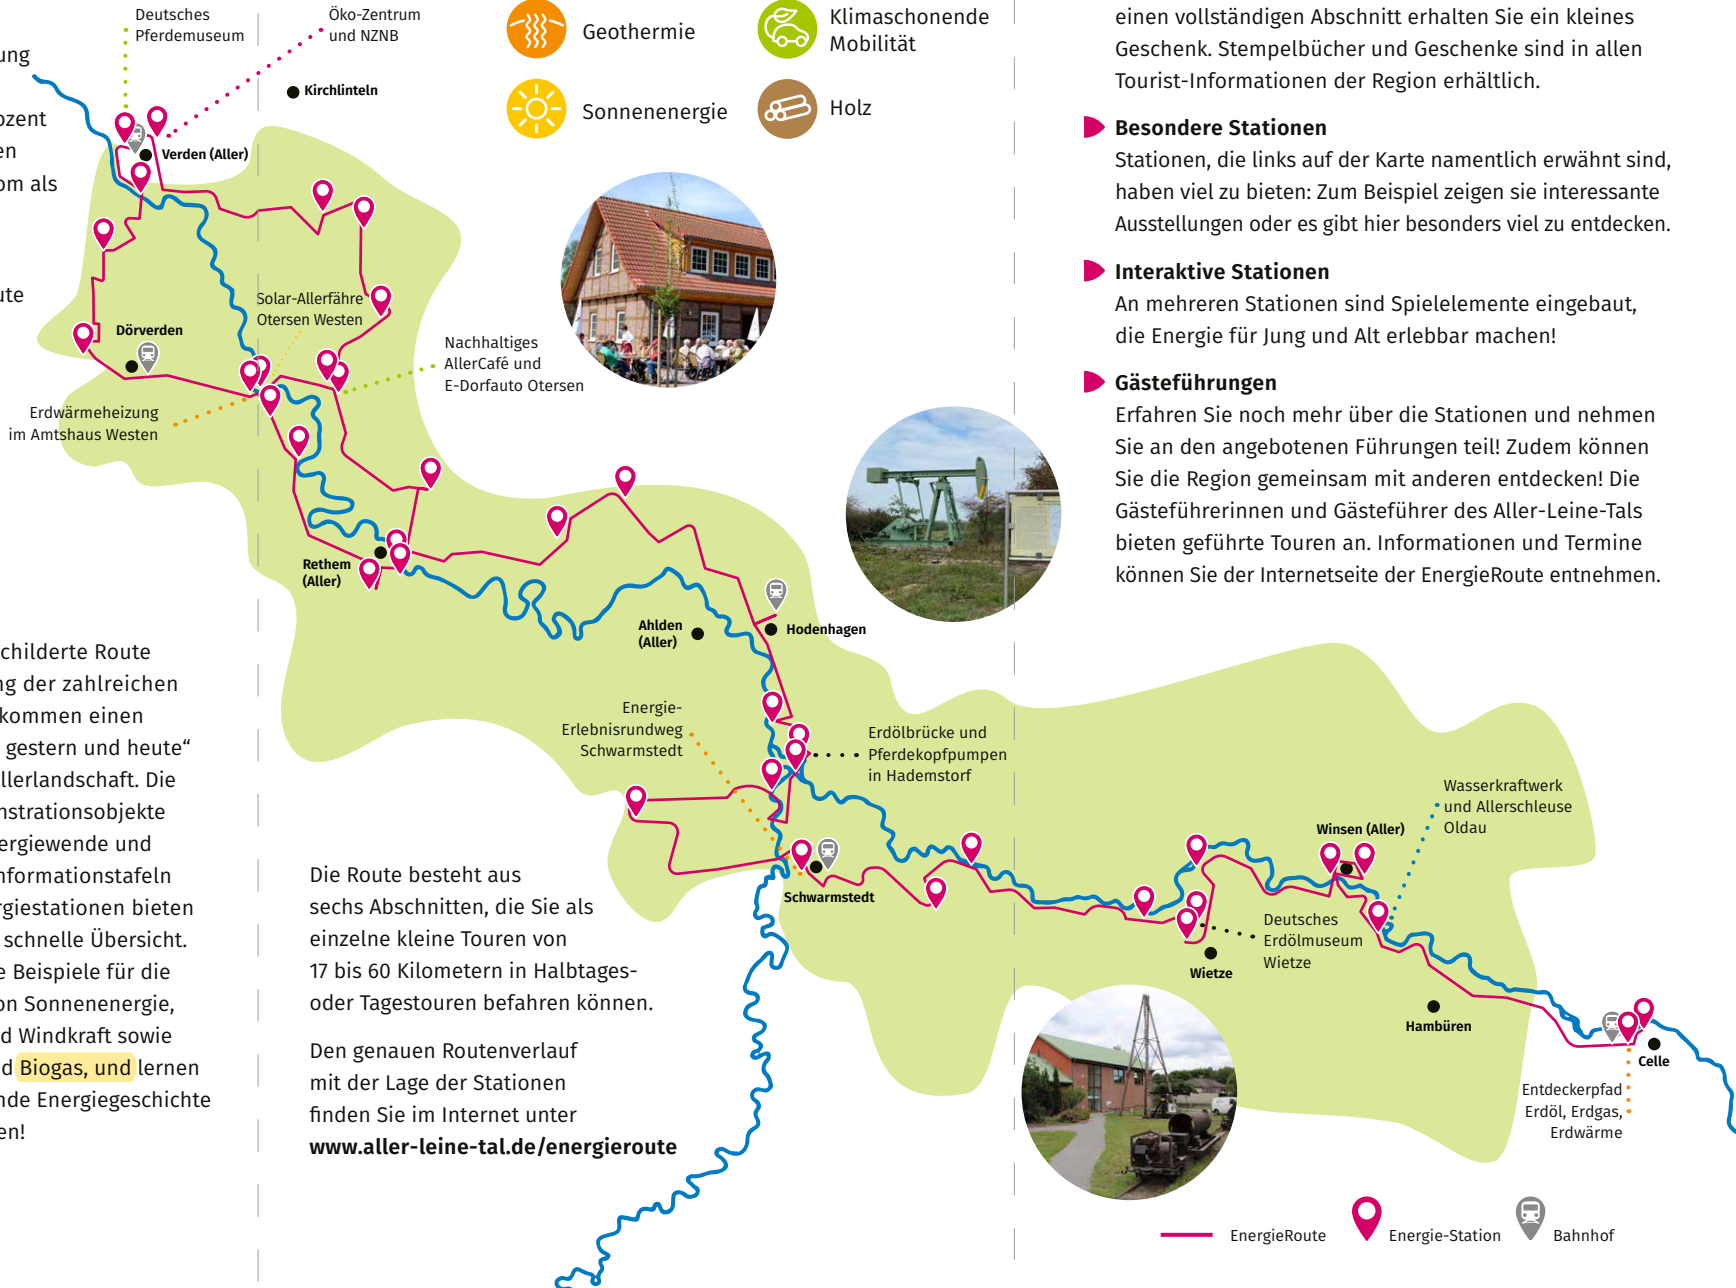 ung
ozent
en
om als
ute
childerte Route
ng der zahlreichen
kommen einen
gestern und heute“
llerlandschaft. Die
nstrationsobjekte
ergiewende und
nformationstafeln
rgiestationen bieten
schnelle Übersicht.
e Beispiele für die
on Sonnenenergie,
d Windkraft sowie
d Biogas, und lernen
nde Energiegeschichte
en!
Deutsches
Pferdemuseum
Öko-Zentrum
und NZNB
Kirchlinteln
Verden (Aller)
Geothermie
Klimaschonende
Mobilität
Sonnenenergie
Holz
Solar-Allerfähre
Otersen Westen
Dörverden
Nachhaltiges
AllerCafé und
E-Dorfauto Otersen
Erdwärmeheizung
im Amtshaus Westen
Rethem
(Aller)
Ahlden
(Aller)
Hodenhagen
Energie-
Erlebnisrundweg
Schwarmstedt
Erdölbrücke und
Pferdekopfpumpen
in Hademstorf
Schwarmstedt
Wasserkraftwerk
und Allerschleuse
Oldau
Winsen (Aller)
Deutsches
Erdölmuseum
Wietze
Wietze
Hambüren
Celle
Entdeckerpfad
Erdöl, Erdgas,
Erdwärme
Die Route besteht aus
sechs Abschnitten, die Sie als
einzelne kleine Touren von
17 bis 60 Kilometern in Halbtages-
oder Tagestouren befahren können.
Den genauen Routenverlauf
mit der Lage der Stationen
finden Sie im Internet unter
www.aller-leine-tal.de/energieroute
einen vollständigen Abschnitt erhalten Sie ein kleines
Geschenk. Stempelbücher und Geschenke sind in allen
Tourist-Informationen der Region erhältlich.
Besondere Stationen
Stationen, die links auf der Karte namentlich erwähnt sind,
haben viel zu bieten: Zum Beispiel zeigen sie interessante
Ausstellungen oder es gibt hier besonders viel zu entdecken.
Interaktive Stationen
An mehreren Stationen sind Spielelemente eingebaut,
die Energie für Jung und Alt erlebbar machen!
Gästeführungen
Erfahren Sie noch mehr über die Stationen und nehmen
Sie an den angebotenen Führungen teil! Zudem können
Sie die Region gemeinsam mit anderen entdecken! Die
Gästeführerinnen und Gästeführer des Aller-Leine-Tals
bieten geführte Touren an. Informationen und Termine
können Sie der Internetseite der EnergieRoute entnehmen.
EnergieRoute
Energie-Station
Bahnhof